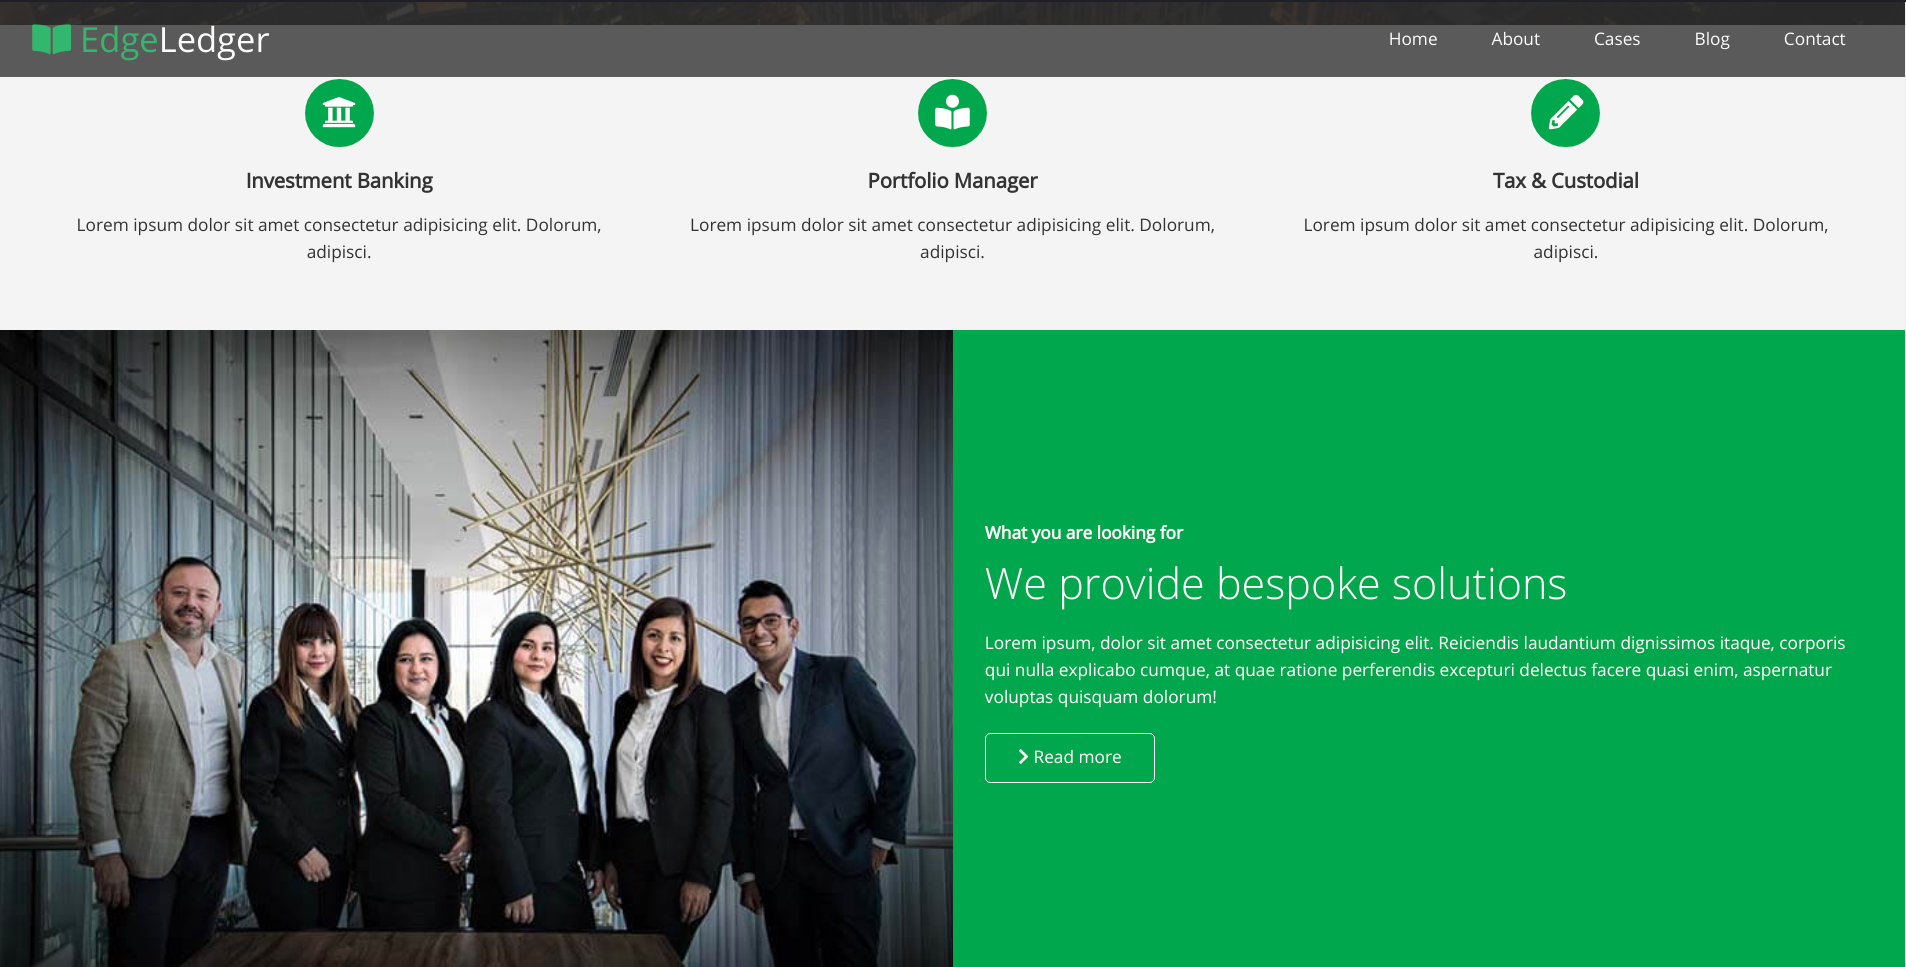 EdgeLedger
Home About Cases Blog Contact
Investment Banking
Lorem ipsum dolor sit amet consectetur adipisicing elit. Dolorum,
adipisci.
Portfolio Manager
Lorem ipsum dolor sit amet consectetur adipisicing elit. Dolorum,
adipisci.
Tax & Custodial
Lorem ipsum dolor sit amet consectetur adipisicing elit. Dolorum,
adipisci.
What you are looking for
We provide bespoke solutions
Lorem ipsum, dolor sit amet consectetur adipisicing elit. Reiciendis laudantium dignissimos itaque, corporis
qui nulla explicabo cumque, at quae ratione perferendis excepturi delectus facere quasi enim, aspernatur
voluptas quisquam dolorum!
Read more